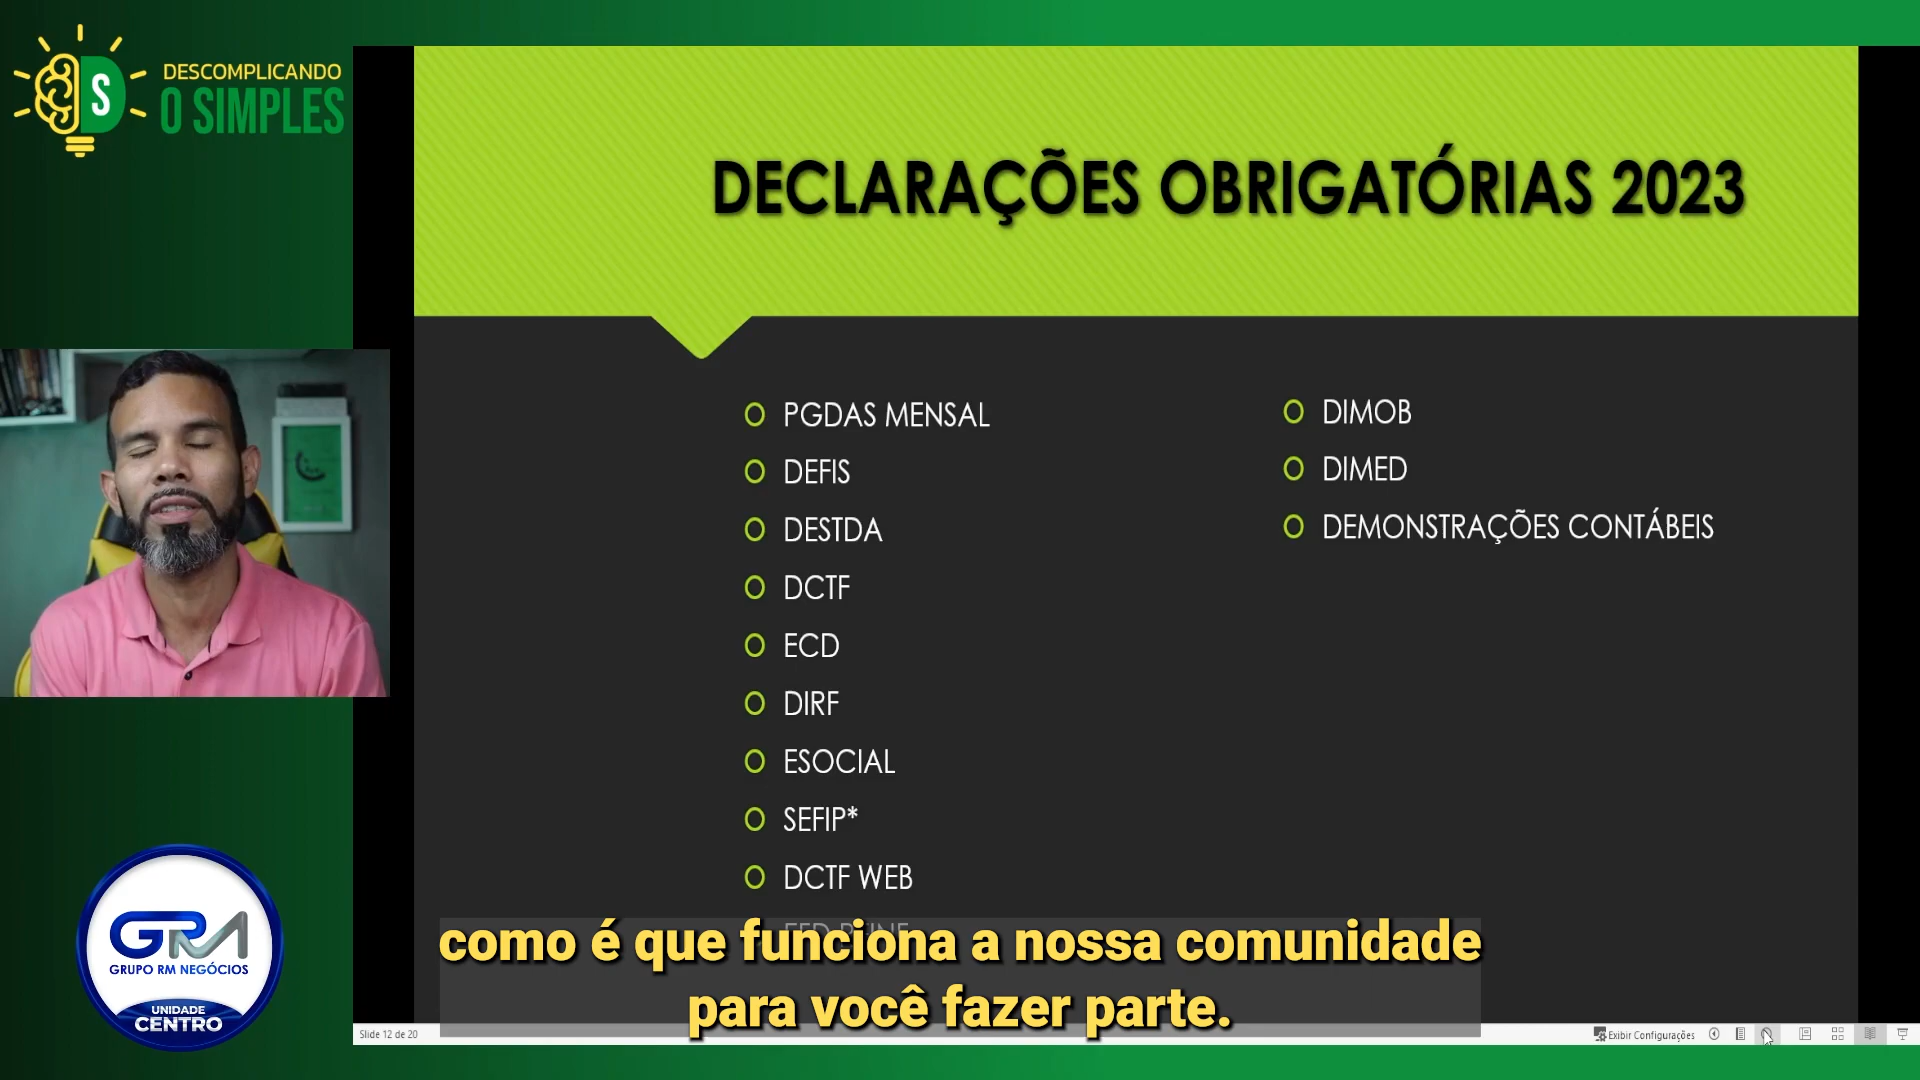 DESCOMPLICANDO
O SIMPLES
DECLARAÇÕES OBRIGATÓRIAS 2023
PGDAS MENSAL
DEFIS
DESTDA
DCTF
ECD
DIRF
ESOCIAL
SEFIP*
DCTF WEB
DIMOB
DIMED
DEMONSTRAÇÕES CONTÁBEIS
como é que funciona a nossa comunidade
para você fazer parte.
GRM
GRUPO RM NEGÓCIOS
UNIDADE
CENTRO
Slide 12 de 20
Exibir Configurações